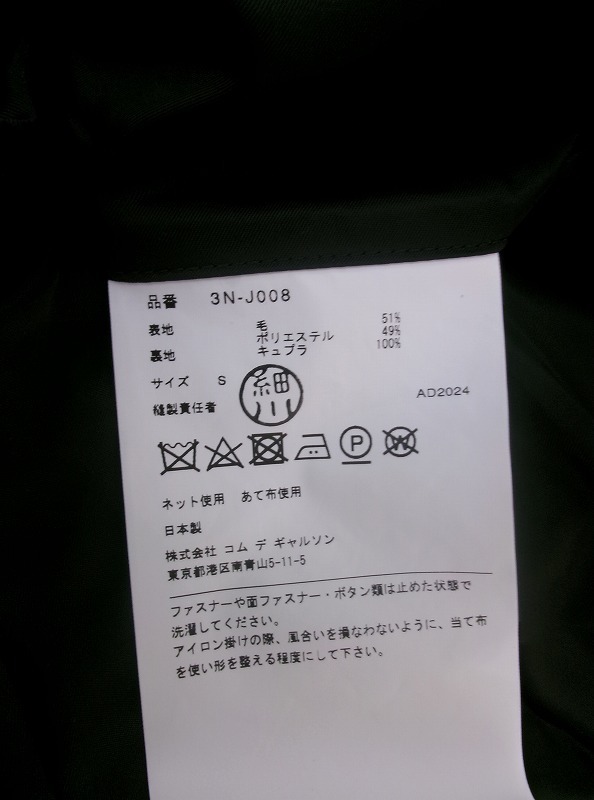 品番 3N-J008
表地 毛 51%
ポリエステル 49%
裏地 キュプラ 100%
サイズ S
縫製責任者 細川
AD2024
P W
ネット使用 あて布使用
日本製
株式会社 コム デ ギャルソン
東京都港区南青山5-11-5
ファスナーや面ファスナー・ボタン類は止めた状態で
洗濯してください。
アイロン掛けの際、風合いを損なわないように、当て布
を使い形を整える程度にして下さい。